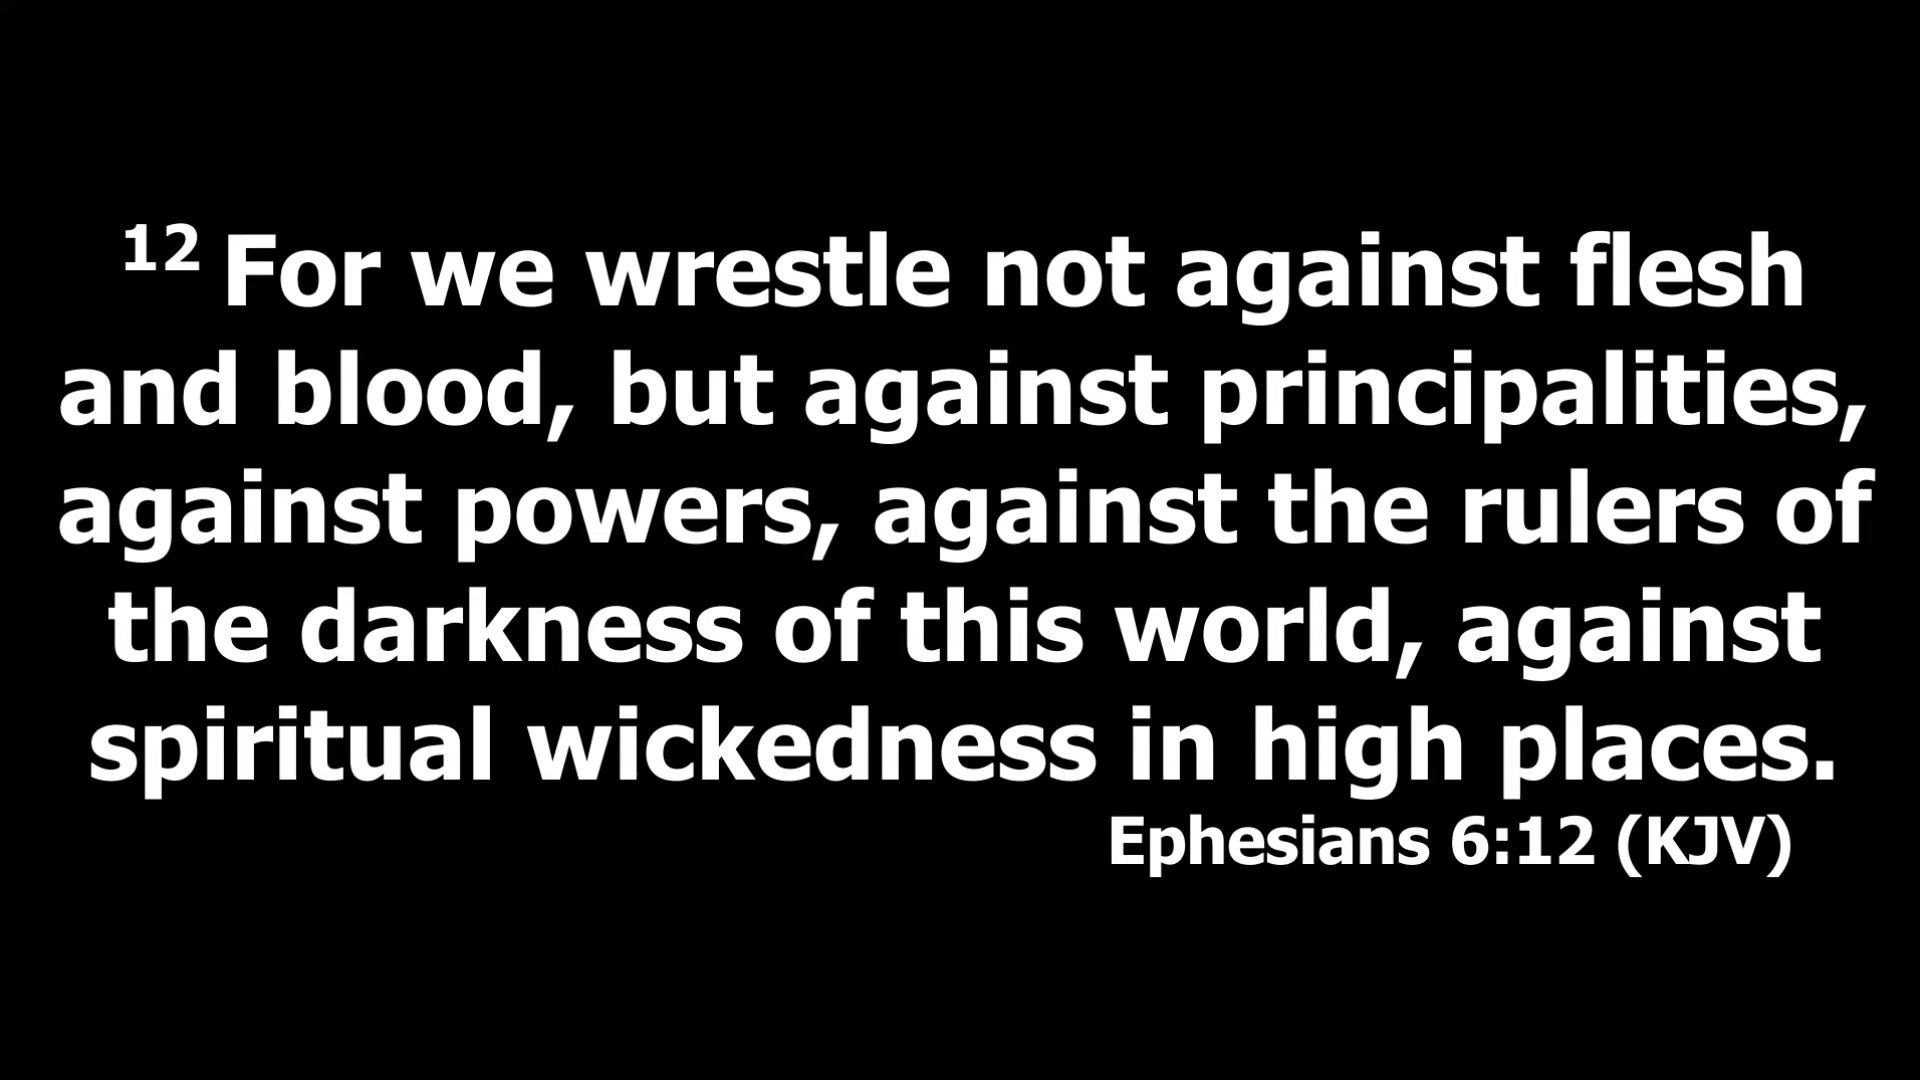 12 For we wrestle not against flesh
and blood, but against principalities,
against powers, against the rulers of
the darkness of this world, against
spiritual wickedness in high places.
Ephesians 6:12 (KJV)